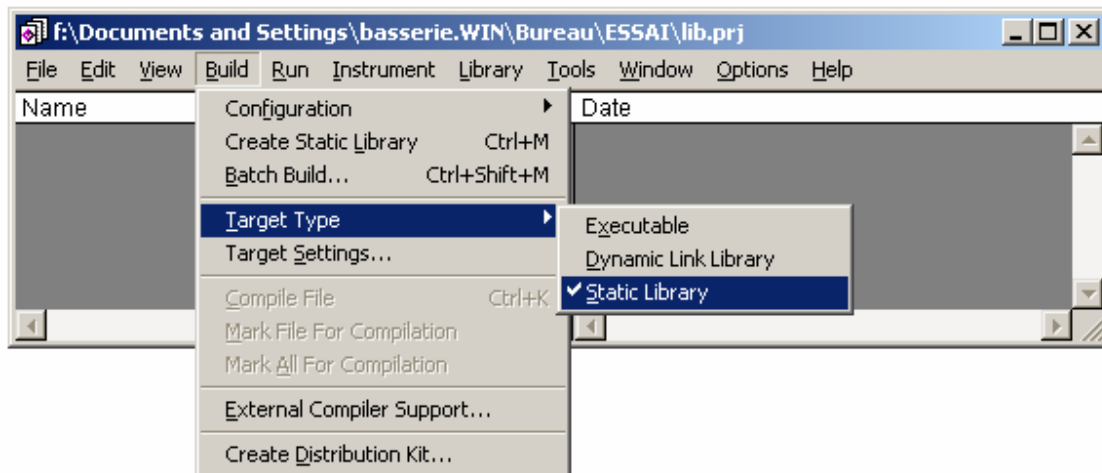 f:\Documents and Settings\basserie.WIN\Bureau\ESSAI\lib.prj
File Edit View Build Run Instrument Library Tools Window Options Help
Name Date
Configuration
Create Static Library Ctrl+M
Batch Build... Ctrl+Shift+M
Target Type
Executable
Target Settings...
Dynamic Link Library
Static Library
Compile File Ctrl+K
Mark File For Compilation
Mark All For Compilation
External Compiler Support...
Create Distribution Kit...